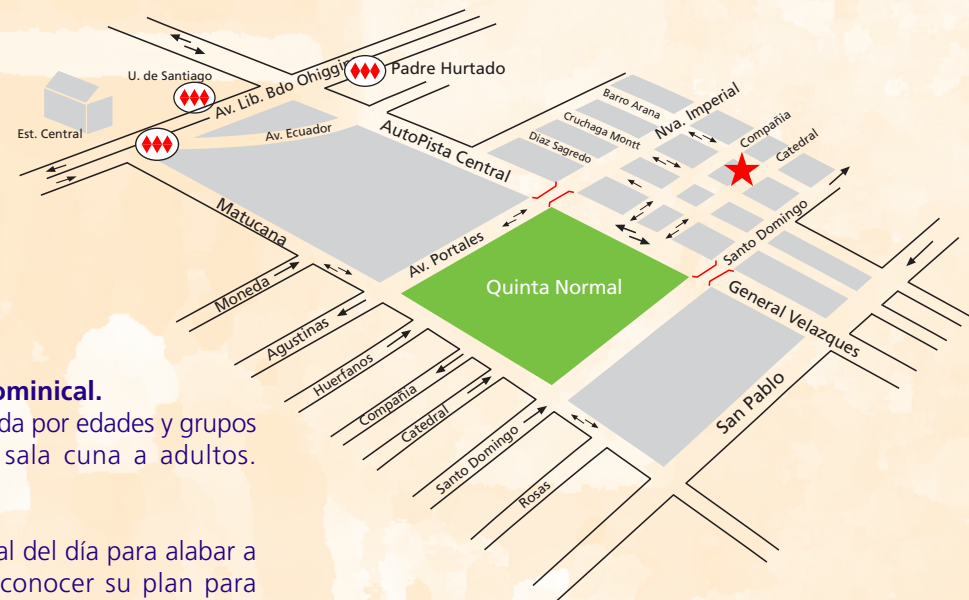 Padre Hurtado
U. de Santiago
Av. Lib. Bdo Ohiggin
Est. Central
Av. Ecuador
AutoPista Central
Barro Arana
Nva. Imperial
Cruchaga Montt
Compañia
Diaz Sagredo
Catedral
Matucana
Av. Portales
Santo Domingo
Quinta Normal
General Velazques
Moneda
Agustinas
Huerfanos
Compañia
Catedral
Santo Domingo
Rosas
San Pablo
ominical.
da por edades y grupos
sala cuna a adultos.
al del día para alabar a
conocer su plan para